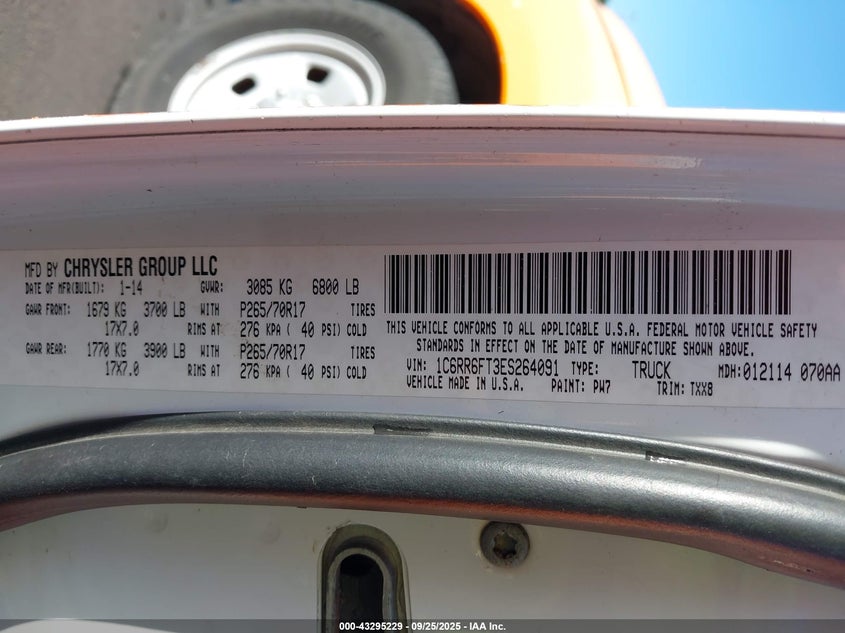 MFD BY CHRYSLER GROUP LLC
DATE OF MFR(BUILT): 1-14 GVWR: 3085 KG 6800 LB
GAWR FRONT: 1679 KG 3700 LB WITH P265/70R17 TIRES
17X7.0 RIMS AT 276 KPA ( 40 PSI) COLD
GAWR REAR: 1770 KG 3900 LB WITH P265/70R17 TIRES
17X7.0 RIMS AT 276 KPA ( 40 PSI) COLD
THIS VEHICLE CONFORMS TO ALL APPLICABLE U.S.A. FEDERAL MOTOR VEHICLE SAFETY
STANDARDS IN EFFECT ON THE DATE OF MANUFACTURE SHOWN ABOVE.
VIN: 1C6RR6FT3ES264091 TYPE: TRUCK MDH: 012114 070AA
VEHICLE MADE IN U.S.A. PAINT: PW7 TRIM: TXX8
000-43295229 - 09/25/2025 - IAA Inc.